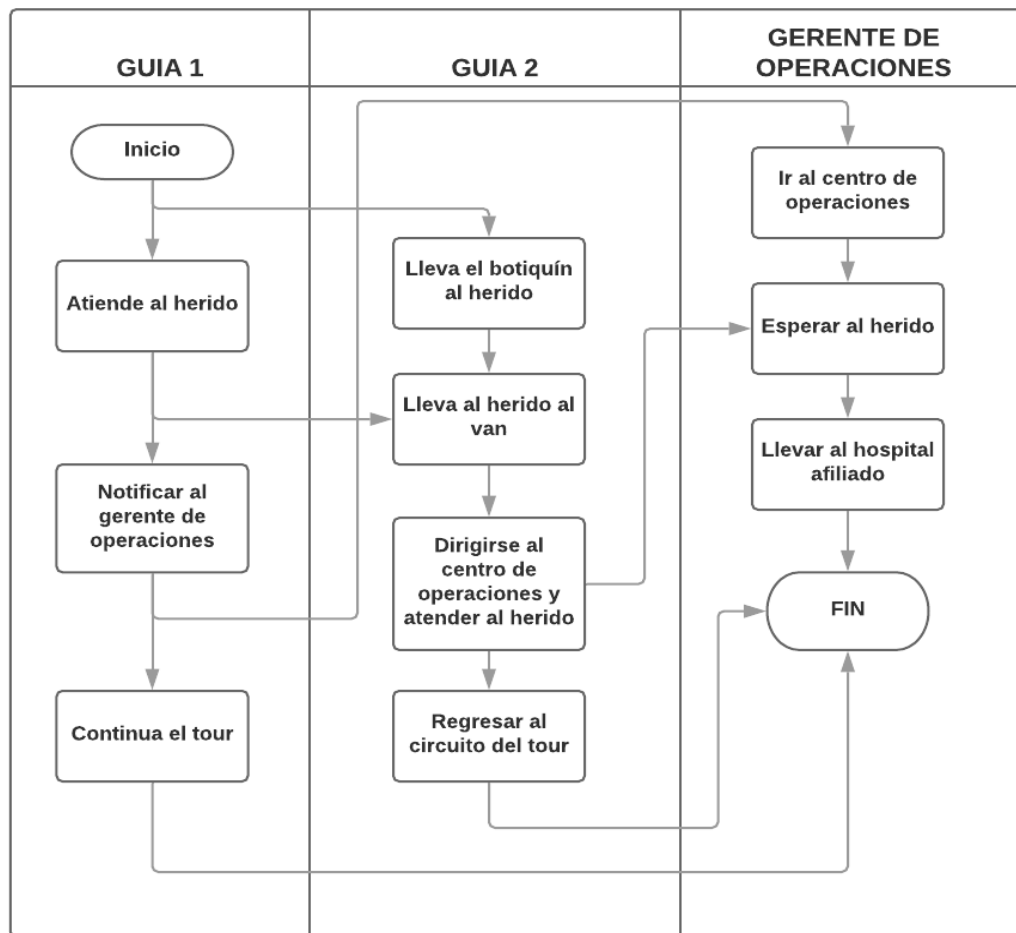 GUIA 1
GUIA 2
GERENTE DE
OPERACIONES
Inicio
Atiende al herido
Notificar al
gerente de
operaciones
Continua el tour
Lleva el botiquín
al herido
Lleva al herido al
van
Dirigirse al
centro de
operaciones y
atender al herido
Regresar al
circuito del tour
Ir al centro de
operaciones
Esperar al herido
Llevar al hospital
afiliado
FIN